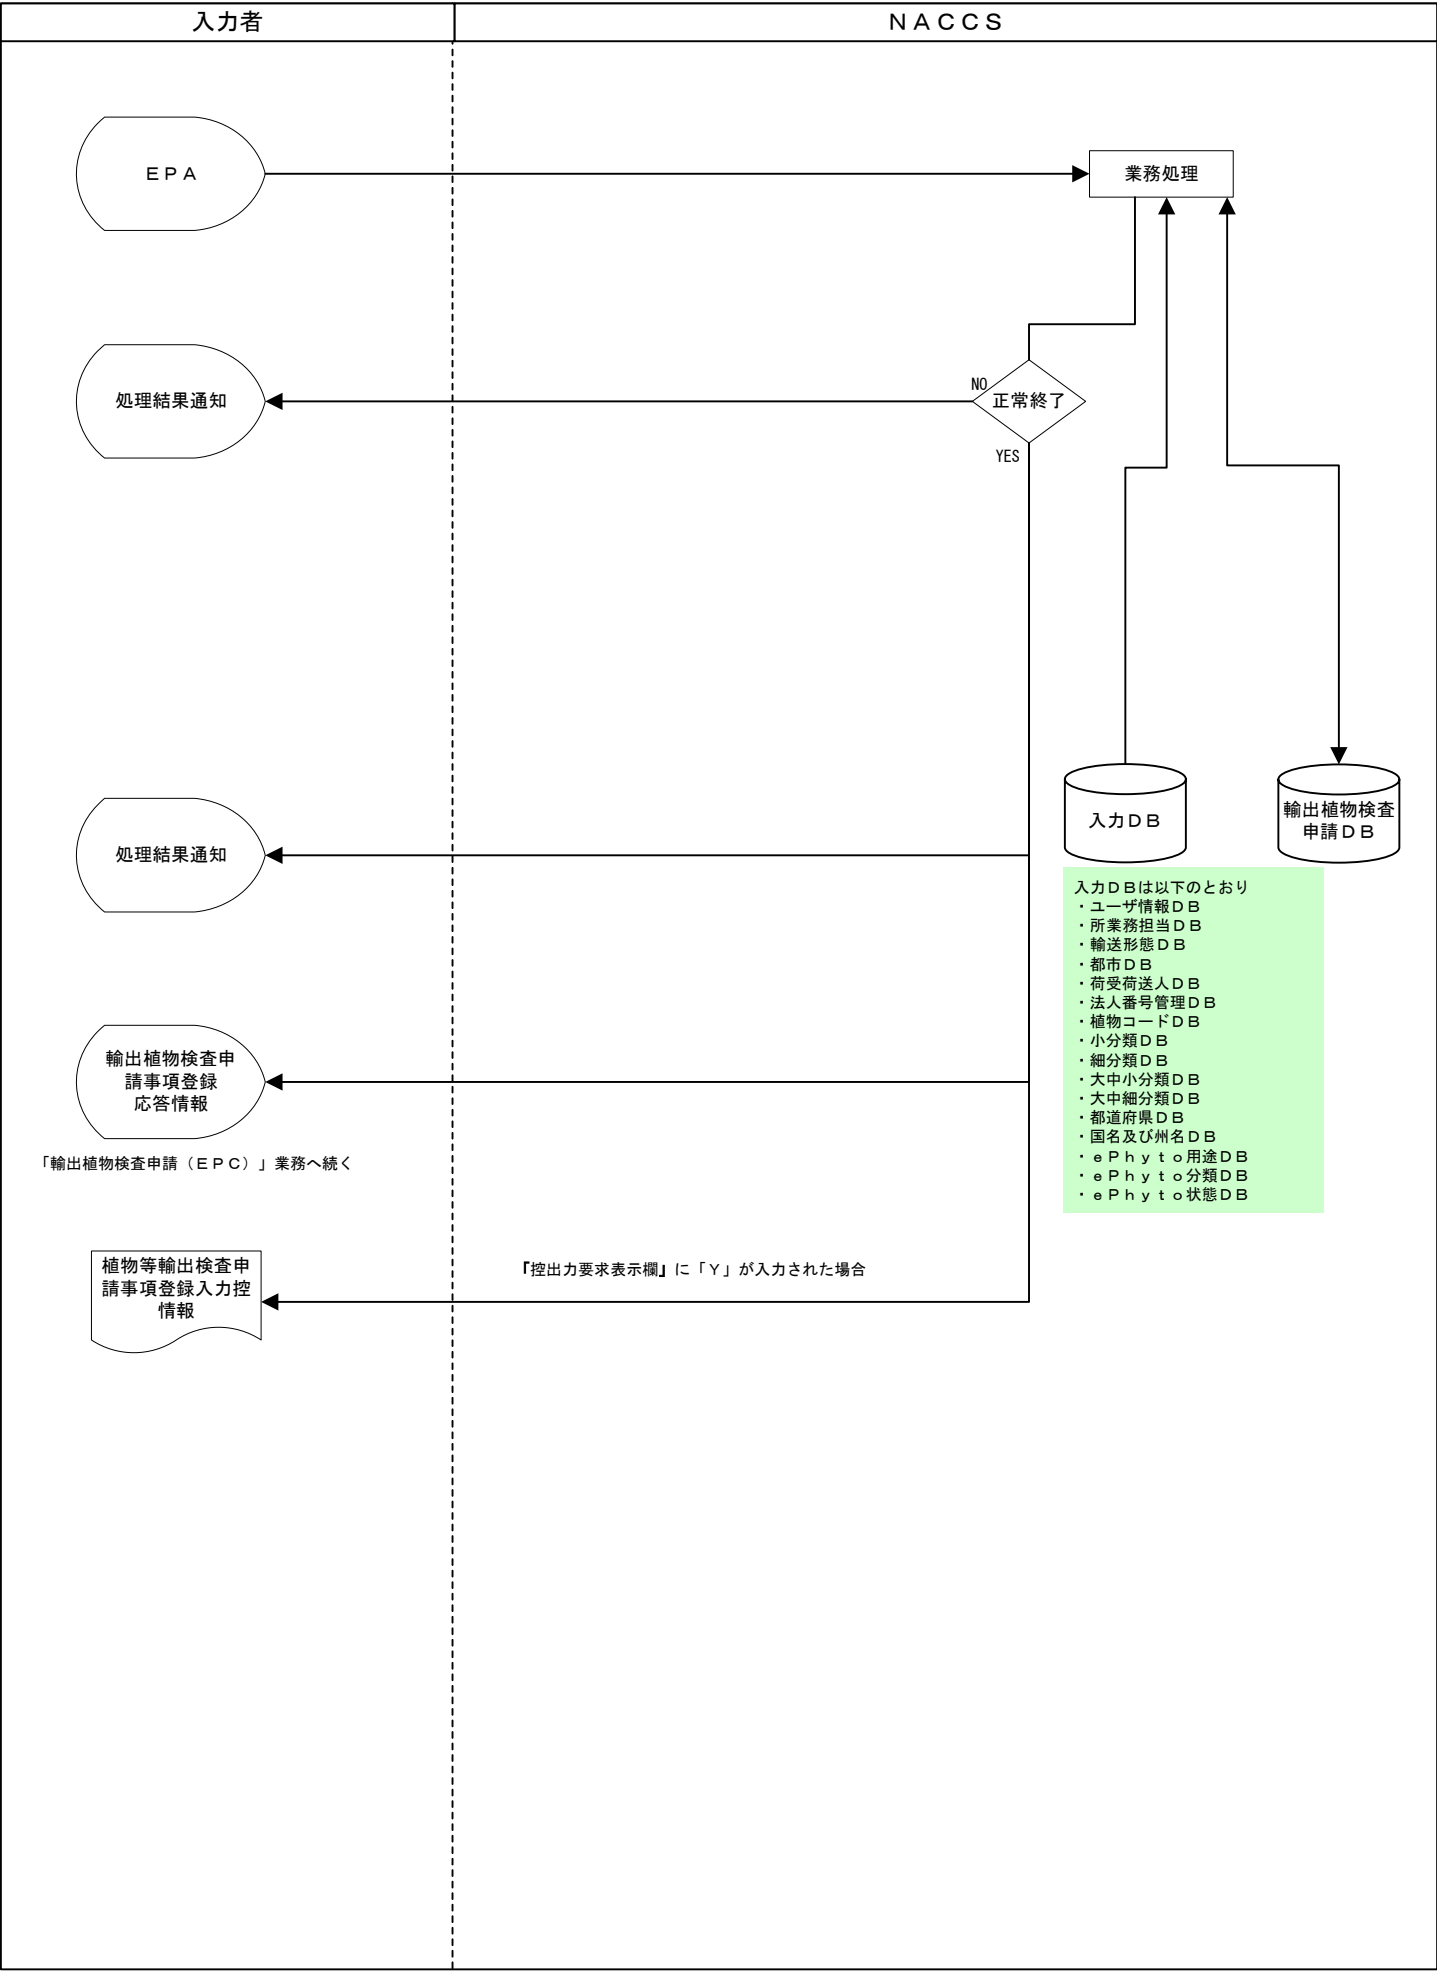 入力者
ＮＡＣＣＳ
ＥＰＡ
業務処理
処理結果通知
NO
正常終了
YES
処理結果通知
入力ＤＢ
輸出植物検査
申請ＤＢ
入力ＤＢは以下のとおり
・ユーザ情報ＤＢ
・所業務担当ＤＢ
・輸送形態ＤＢ
・都市ＤＢ
・荷受荷送人ＤＢ
・法人番号管理ＤＢ
・植物コードＤＢ
・小分類ＤＢ
・細分類ＤＢ
・大中小分類ＤＢ
・大中細分類ＤＢ
・都道府県ＤＢ
・国名及び州名ＤＢ
・ｅＰｈｙｔｏ用途ＤＢ
・ｅＰｈｙｔｏ分類ＤＢ
・ｅＰｈｙｔｏ状態ＤＢ
輸出植物検査申
請事項登録
応答情報
「輸出植物検査申請（ＥＰＣ）」業務へ続く
植物等輸出検査申
請事項登録入力控
情報
『控出力要求表示欄』に「Ｙ」が入力された場合